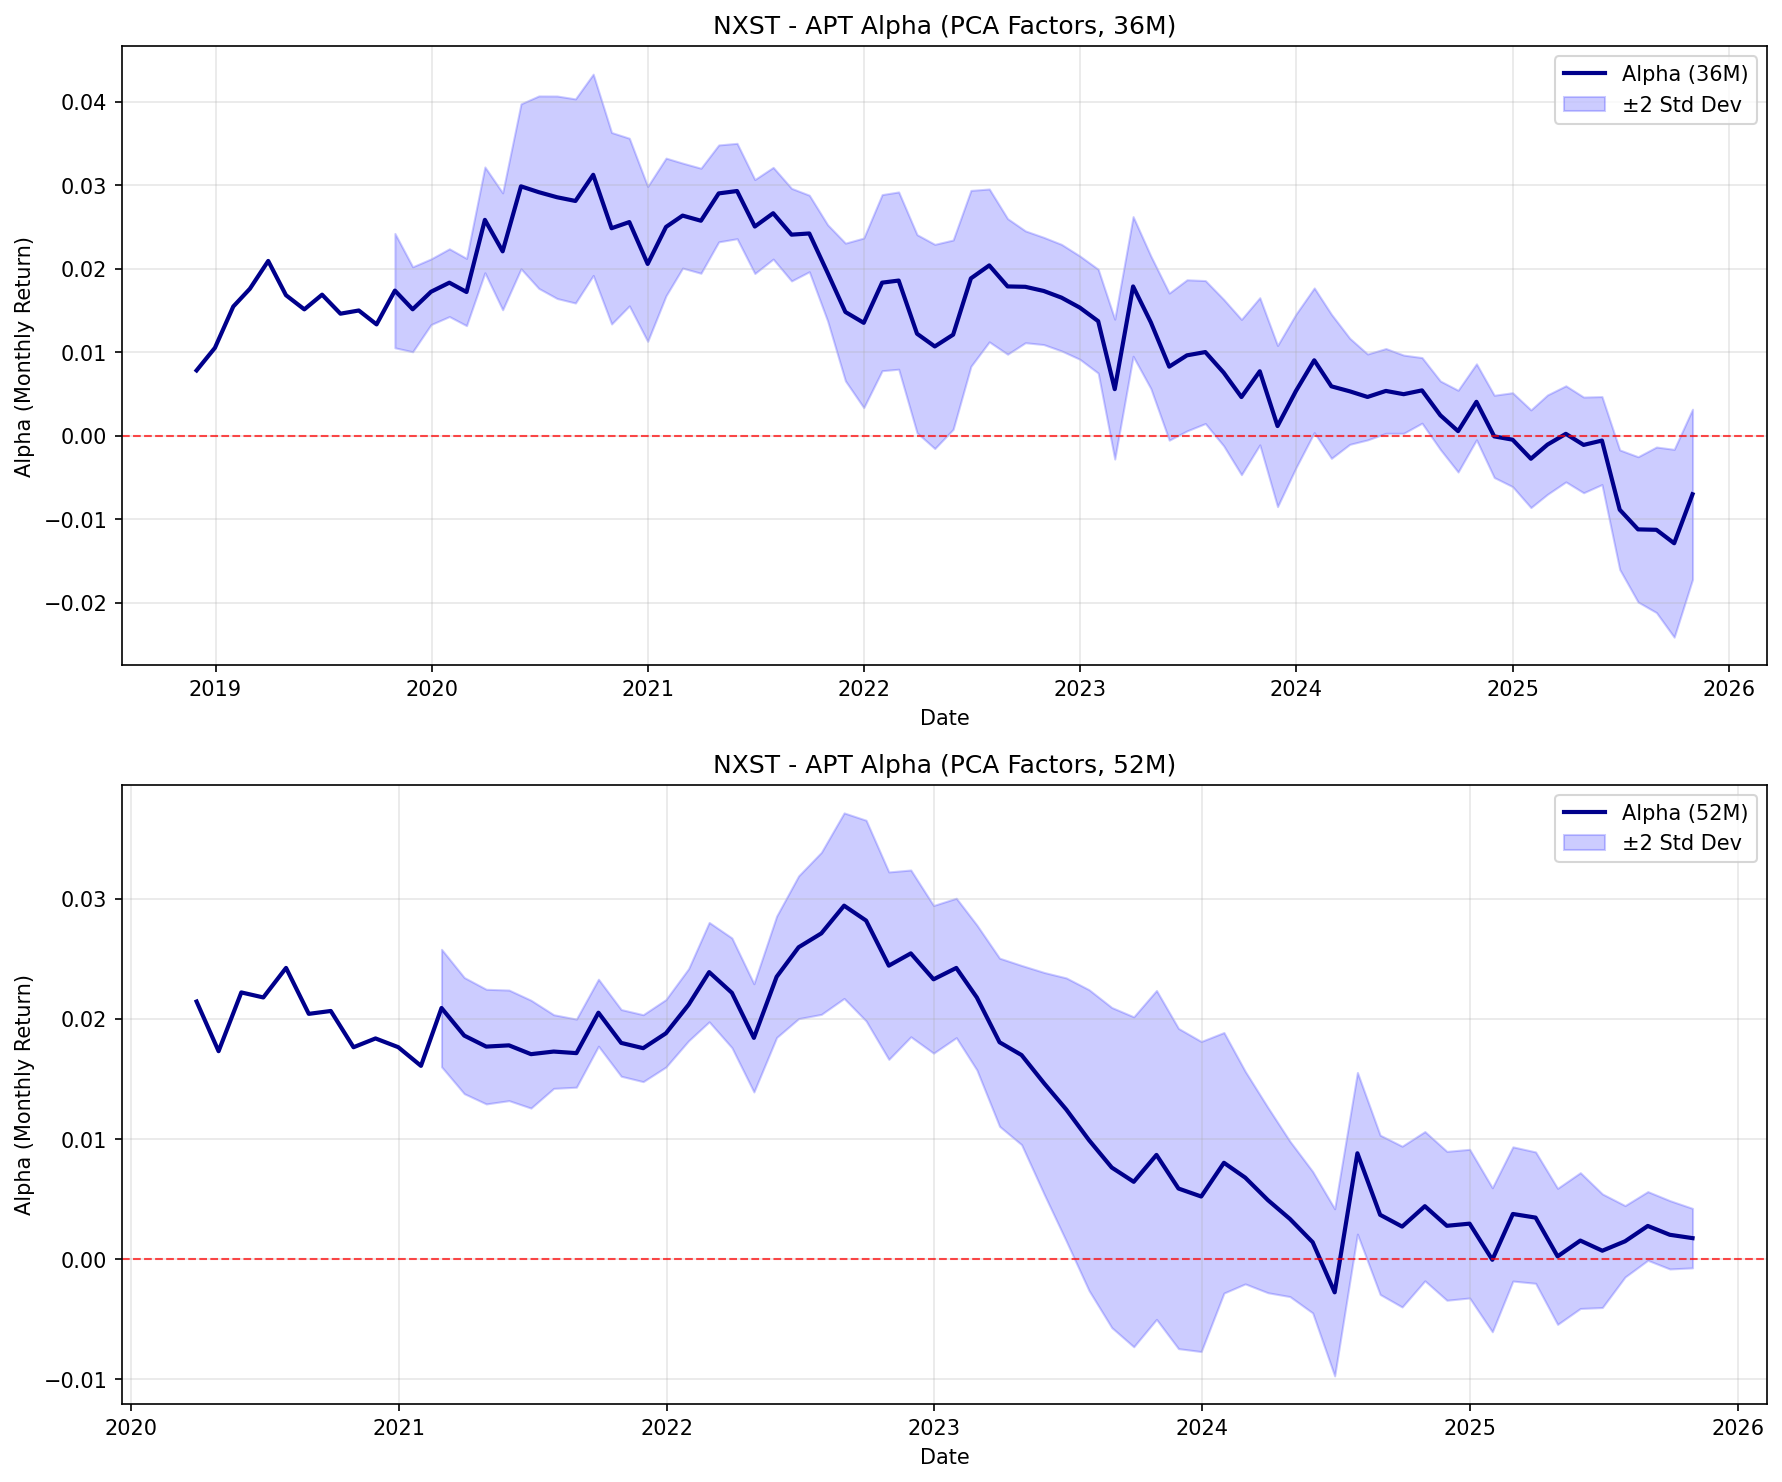 NXST - APT Alpha (PCA Factors, 36M)
Alpha (36M)
±2 Std Dev
Alpha (Monthly Return)
0.04
0.03
0.02
0.01
0.00
−0.01
−0.02
2019 2020 2021 2022 2023 2024 2025 2026
Date
NXST - APT Alpha (PCA Factors, 52M)
Alpha (52M)
±2 Std Dev
Alpha (Monthly Return)
0.03
0.02
0.01
0.00
−0.01
2020 2021 2022 2023 2024 2025 2026
Date